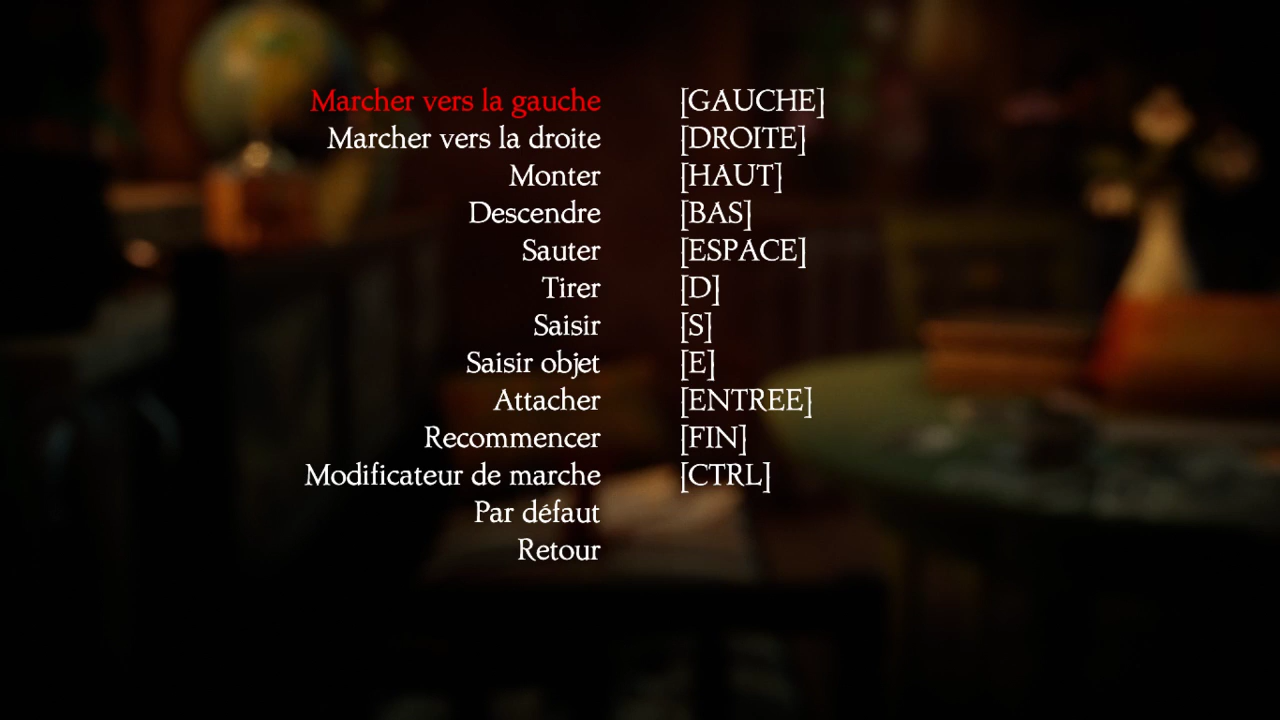 Marcher vers la gauche [GAUCHE]
Marcher vers la droite [DROITE]
Monter [HAUT]
Descendre [BAS]
Sauter [ESPACE]
Tirer [D]
Saisir [S]
Saisir objet [E]
Attacher [ENTREE]
Recommencer [FIN]
Modificateur de marche [CTRL]
Par défaut
Retour